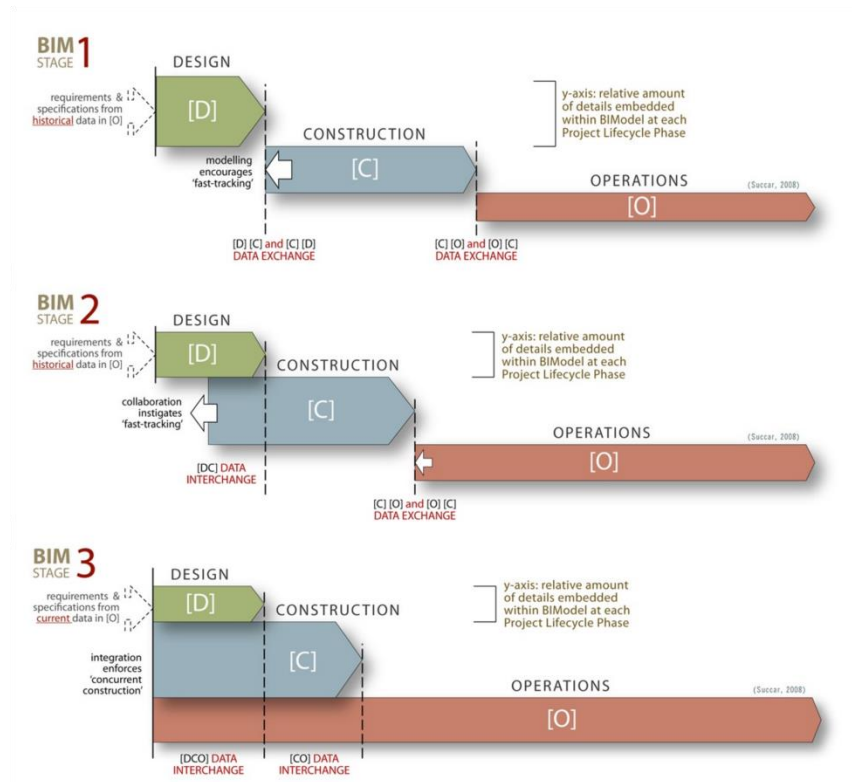 BIM
STAGE 1
DESIGN
requirements &
specifications from
historical data in [O]
[D]
y-axis: relative amount
of details embedded
within BIModel at each
Project Lifecycle Phase
CONSTRUCTION
modelling
encourages
'fast-tracking'
[C]
OPERATIONS
(Succar, 2008)
[O]
[D] [C] and [C] [D]
DATA EXCHANGE
[C] [O] and [O] [C]
DATA EXCHANGE
BIM
STAGE 2
DESIGN
requirements &
specifications from
historical data in [O]
[D]
y-axis: relative amount
of details embedded
within BIModel at each
Project Lifecycle Phase
CONSTRUCTION
collaboration
instigates
'fast-tracking'
[C]
OPERATIONS
(Succar, 2008)
[O]
[DC] DATA
INTERCHANGE
[C] [O] and [O] [C]
DATA EXCHANGE
BIM
STAGE 3
DESIGN
requirements &
specifications from
current data in [O]
[D]
y-axis: relative amount
of details embedded
within BIModel at each
Project Lifecycle Phase
CONSTRUCTION
integration
enforces
'concurrent
construction'
[C]
OPERATIONS
(Succar, 2008)
[O]
[DCO] DATA
INTERCHANGE
[CO] DATA
INTERCHANGE